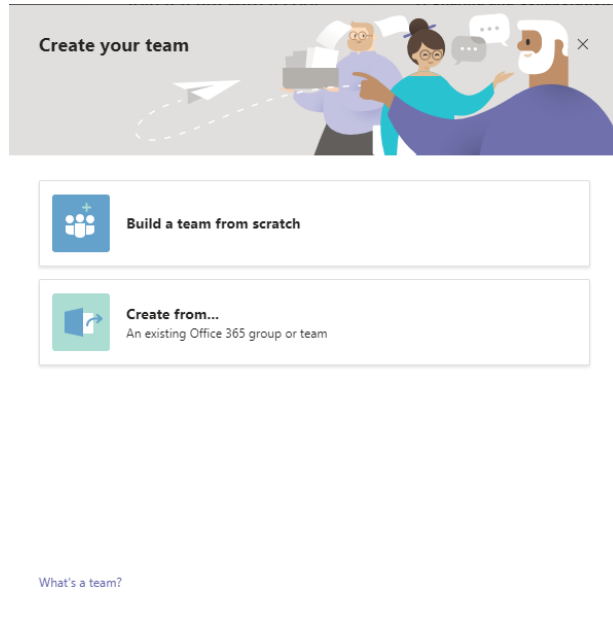 Create your team
Build a team from scratch
Create from...
An existing Office 365 group or team
What's a team?